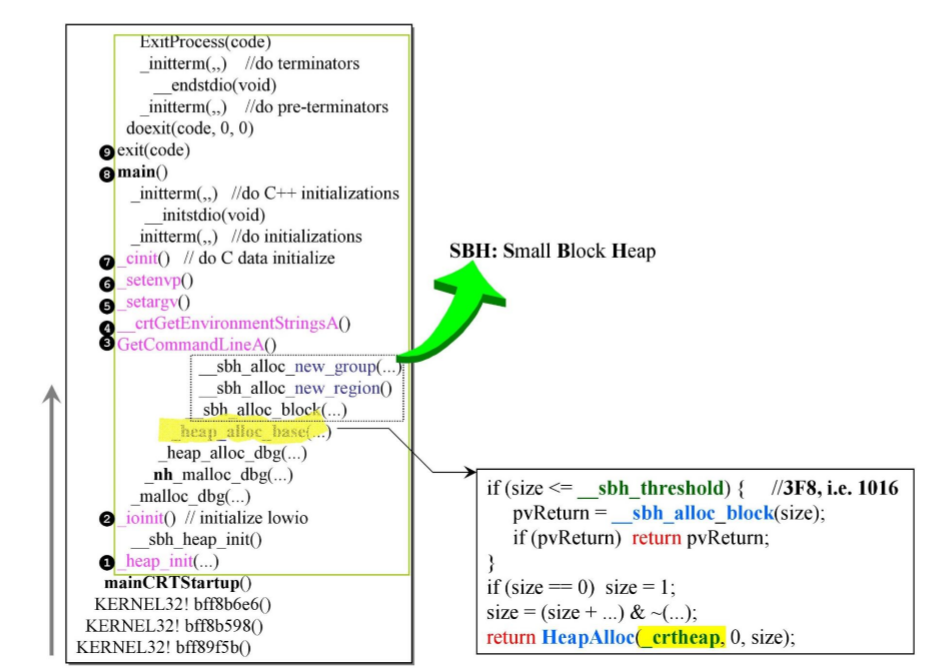 ExitProcess(code)
_initterm(,,) //do terminators
__endstdio(void)
_initterm(,,) //do pre-terminators
doexit(code, 0, 0)
❾ exit(code)
❽ main()
_initterm(,,) //do C++ initializations
__initstdio(void)
_initterm(,,) //do initializations
❼ _cinit() // do C data initialize
❻ _setenvp()
❺ _setargv()
❹ __crtGetEnvironmentStringsA()
❸ GetCommandLineA()
__sbh_alloc_new_group(...)
__sbh_alloc_new_region()
__sbh_alloc_block(...)
_heap_alloc_base(...)
_heap_alloc_dbg(...)
_nh_malloc_dbg(...)
_malloc_dbg(...)
❷ _ioinit() // initialize lowio
__sbh_heap_init()
❶ _heap_init(...)
mainCRTStartup()
KERNEL32! bff8b6e6()
KERNEL32! bff8b598()
KERNEL32! bff89f5b()
SBH: Small Block Heap
if (size <= __sbh_threshold) { //3F8, i.e. 1016
pvReturn = __sbh_alloc_block(size);
if (pvReturn) return pvReturn;
}
if (size == 0) size = 1;
size = (size + ...) & ~(...);
return HeapAlloc(_crtheap, 0, size);